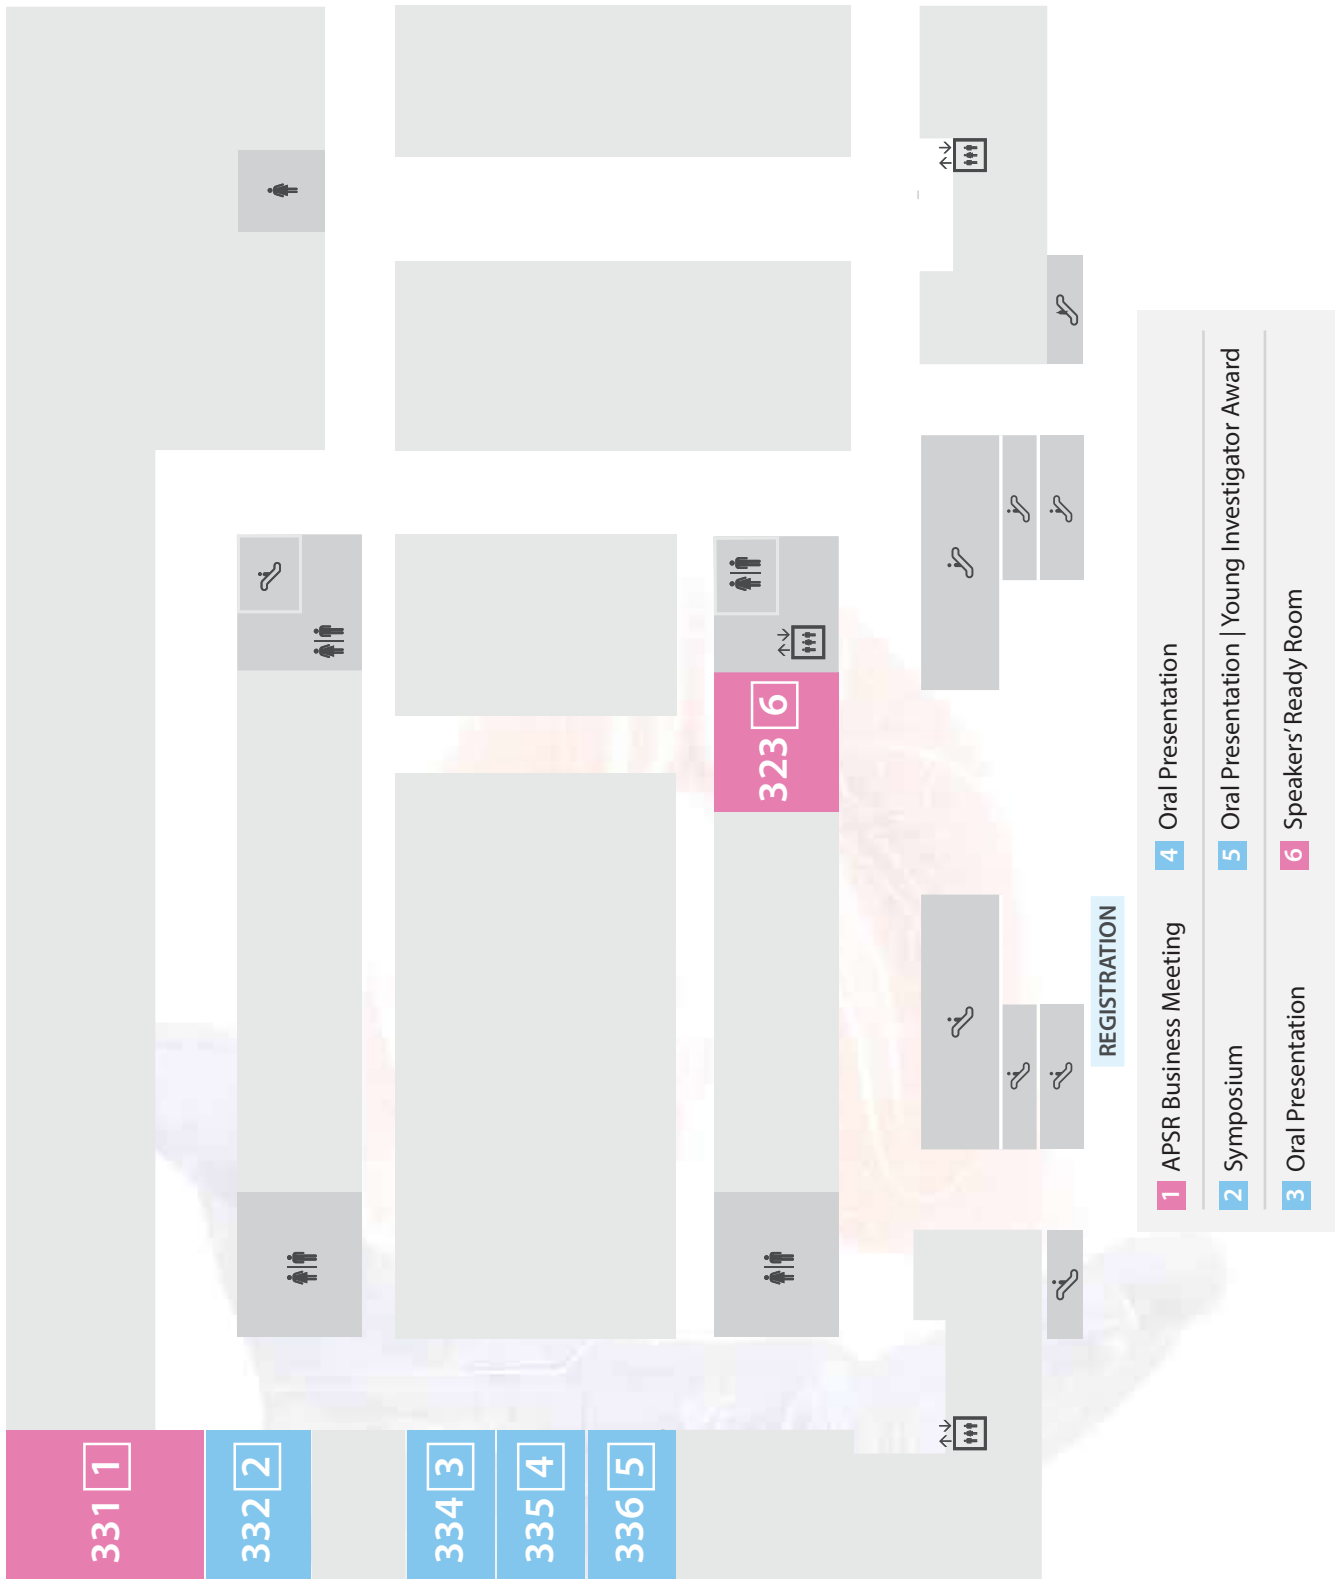 331 1
332 2
334 3
335 4
336 5
323 6
REGISTRATION
1 APSR Business Meeting
2 Symposium
3 Oral Presentation
4 Oral Presentation
5 Oral Presentation | Young Investigator Award
6 Speakers' Ready Room